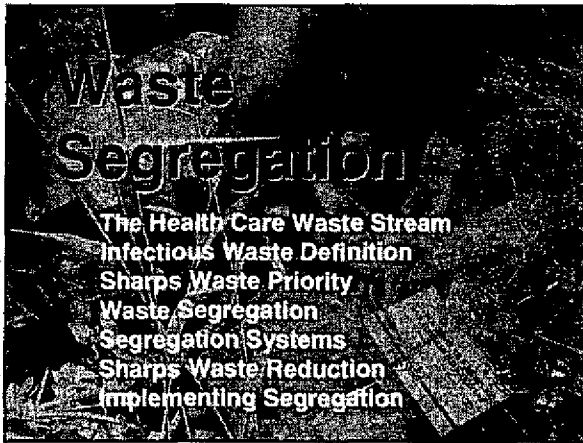 Waste
Segregation
The Health Care Waste Stream
Infectious Waste Definition
Sharps Waste Priority
Waste Segregation
Segregation Systems
Sharps Waste Reduction
Implementing Segregation